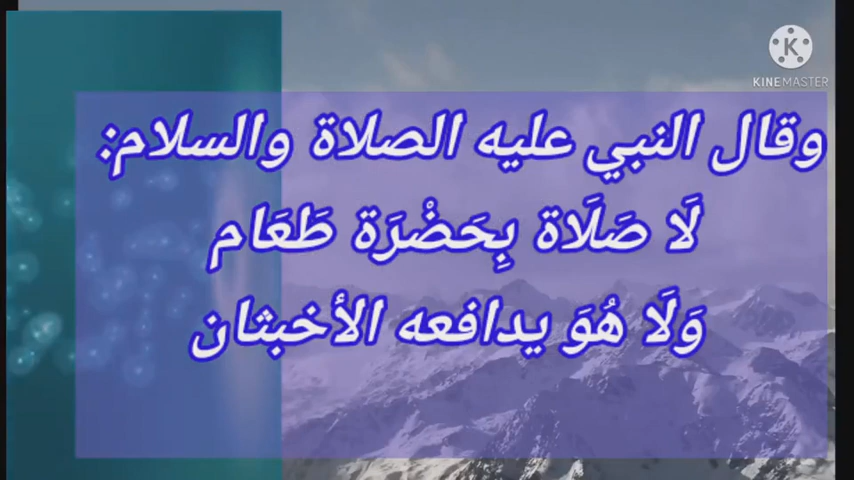 KINEMASTER
وقال النبي عليه الصلاة والسلام:
لَا صَلَاة بِحَضْرَة طَعَام
وَلَا هُوَ يدافعه الأخبثان